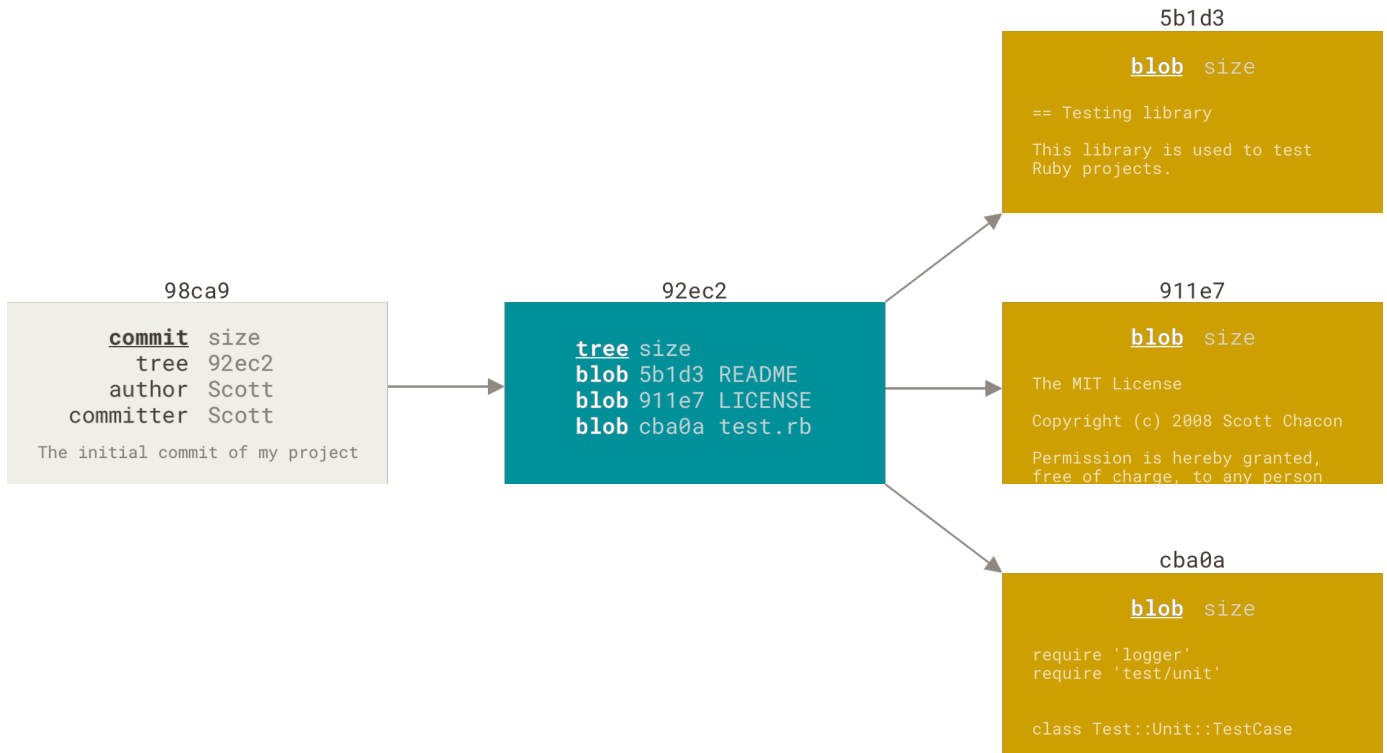 98ca9
commit size
tree 92ec2
author Scott
committer Scott
The initial commit of my project
92ec2
tree size
blob 5b1d3 README
blob 911e7 LICENSE
blob cba0a test.rb
5b1d3
blob size
== Testing library
This library is used to test
Ruby projects.
911e7
blob size
The MIT License
Copyright (c) 2008 Scott Chacon
Permission is hereby granted,
free of charge, to any person
cba0a
blob size
require 'logger'
require 'test/unit'
class Test::Unit::TestCase